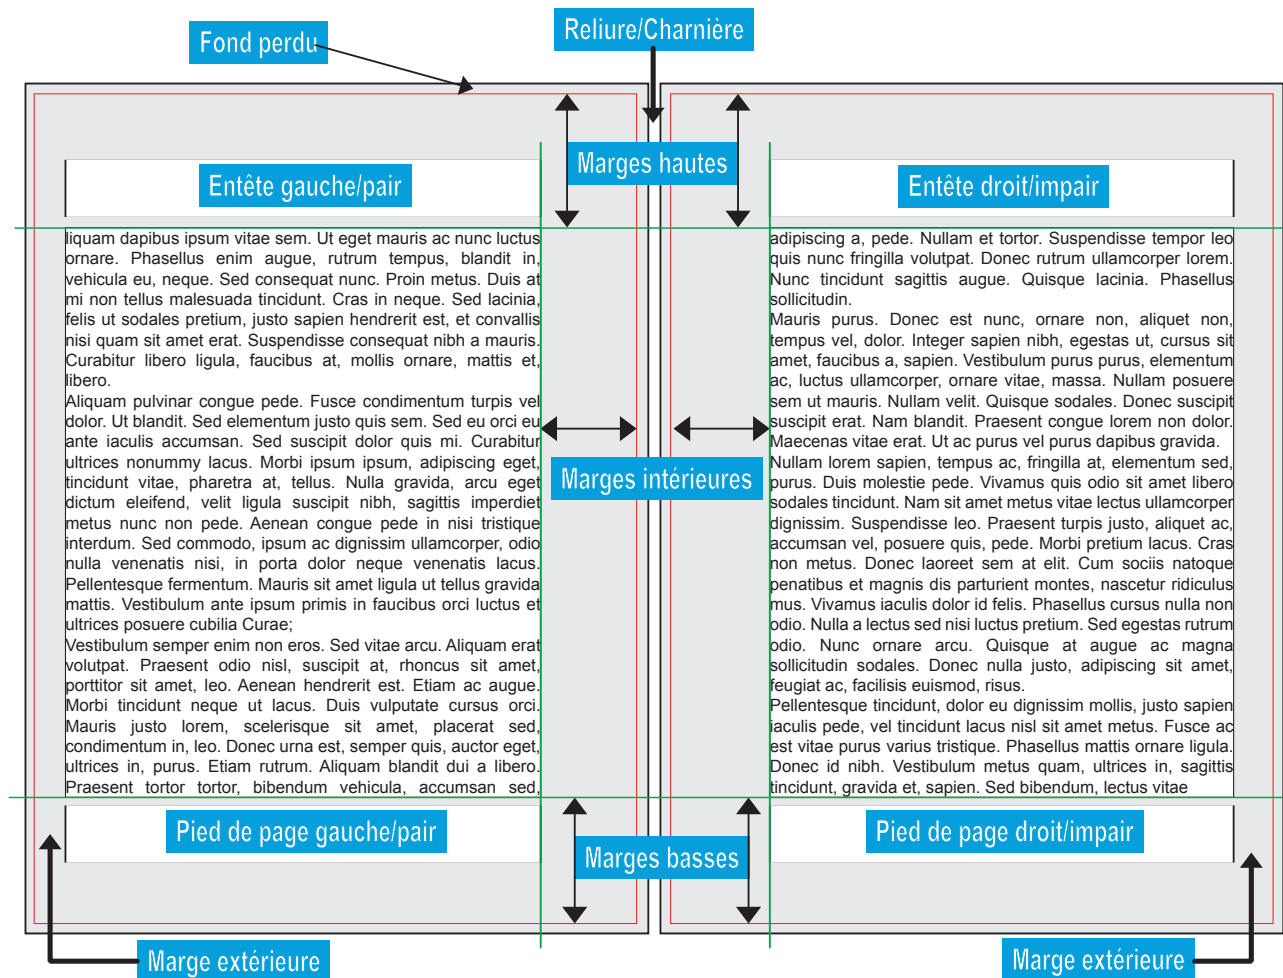 Reliure/Charnière
Fond perdu
Marges hautes
Entête gauche/pair
Entête droit/impair
liquam dapibus ipsum vitae sem. Ut eget mauris ac nunc luctus
ornare. Phasellus enim augue, rutrum tempus, blandit in,
vehicula eu, neque. Sed consequat nunc. Proin metus. Duis at
mi non tellus malesuada tincidunt. Cras in neque. Sed lacinia,
felis ut sodales pretium, justo sapien hendrerit est, et convallis
nisi quam sit amet erat. Suspendisse consequat nibh a mauris.
Curabitur libero ligula, faucibus at, mollis ornare, mattis et,
libero.
Aliquam pulvinar congue pede. Fusce condimentum turpis vel
dolor. Ut blandit. Sed elementum justo quis sem. Sed eu orci eu
ante iaculis accumsan. Sed suscipit dolor quis mi. Curabitur
ultrices nonummy lacus. Morbi ipsum ipsum, adipiscing eget,
tincidunt vitae, pharetra at, tellus. Nulla gravida, arcu eget
dictum eleifend, velit ligula suscipit nibh, sagittis imperdiet
metus nunc non pede. Aenean congue pede in nisi tristique
interdum. Sed commodo, ipsum ac dignissim ullamcorper, odio
nulla venenatis nisi, in porta dolor neque venenatis lacus.
Pellentesque fermentum. Mauris sit amet ligula ut tellus gravida
mattis. Vestibulum ante ipsum primis in faucibus orci luctus et
ultrices posuere cubilia Curae;
Vestibulum semper enim non eros. Sed vitae arcu. Aliquam erat
volutpat. Praesent odio nisl, suscipit at, rhoncus sit amet,
porttitor sit amet, leo. Aenean hendrerit est. Etiam ac augue.
Morbi tincidunt neque ut lacus. Duis vulputate cursus orci.
Mauris justo lorem, scelerisque sit amet, placerat sed,
condimentum in, leo. Donec urna est, semper quis, auctor eget,
ultrices in, purus. Etiam rutrum. Aliquam blandit dui a libero.
Praesent tortor tortor, bibendum vehicula, accumsan sed,
adipiscing a, pede. Nullam et tortor. Suspendisse tempor leo
quis nunc fringilla volutpat. Donec rutrum ullamcorper lorem.
Nunc tincidunt sagittis augue. Quisque lacinia. Phasellus
sollicitudin.
Mauris purus. Donec est nunc, ornare non, aliquet non,
tempus vel, dolor. Integer sapien nibh, egestas ut, cursus sit
amet, faucibus a, sapien. Vestibulum purus purus, elementum
ac, luctus ullamcorper, ornare vitae, massa. Nullam posuere
sem ut mauris. Nullam velit. Quisque sodales. Donec suscipit
suscipit erat. Nam blandit. Praesent congue lorem non dolor.
Maecenas vitae erat. Ut ac purus vel purus dapibus gravida.
Nullam lorem sapien, tempus ac, fringilla at, elementum sed,
purus. Duis molestie pede. Vivamus quis odio sit amet libero
sodales tincidunt. Nam sit amet metus vitae lectus ullamcorper
dignissim. Suspendisse leo. Praesent turpis justo, aliquet ac,
accumsan vel, posuere quis, pede. Morbi pretium lacus. Cras
non metus. Donec laoreet sem at elit. Cum sociis natoque
penatibus et magnis dis parturient montes, nascetur ridiculus
mus. Vivamus iaculis dolor id felis. Phasellus cursus nulla non
odio. Nulla a lectus sed nisi luctus pretium. Sed egestas rutrum
odio. Nunc ornare arcu. Quisque at augue ac magna
sollicitudin sodales. Donec nulla justo, adipiscing sit amet,
feugiat ac, facilisis euismod, risus.
Pellentesque tincidunt, dolor eu dignissim mollis, justo sapien
iaculis pede, vel tincidunt lacus nisl sit amet metus. Fusce ac
est vitae purus varius tristique. Phasellus mattis ornare ligula.
Donec id nibh. Vestibulum metus quam, ultrices in, sagittis
tincidunt, gravida et, sapien. Sed bibendum, lectus vitae
Marges intérieures
Pied de page gauche/pair
Pied de page droit/impair
Marges basses
Marge extérieure
Marge extérieure